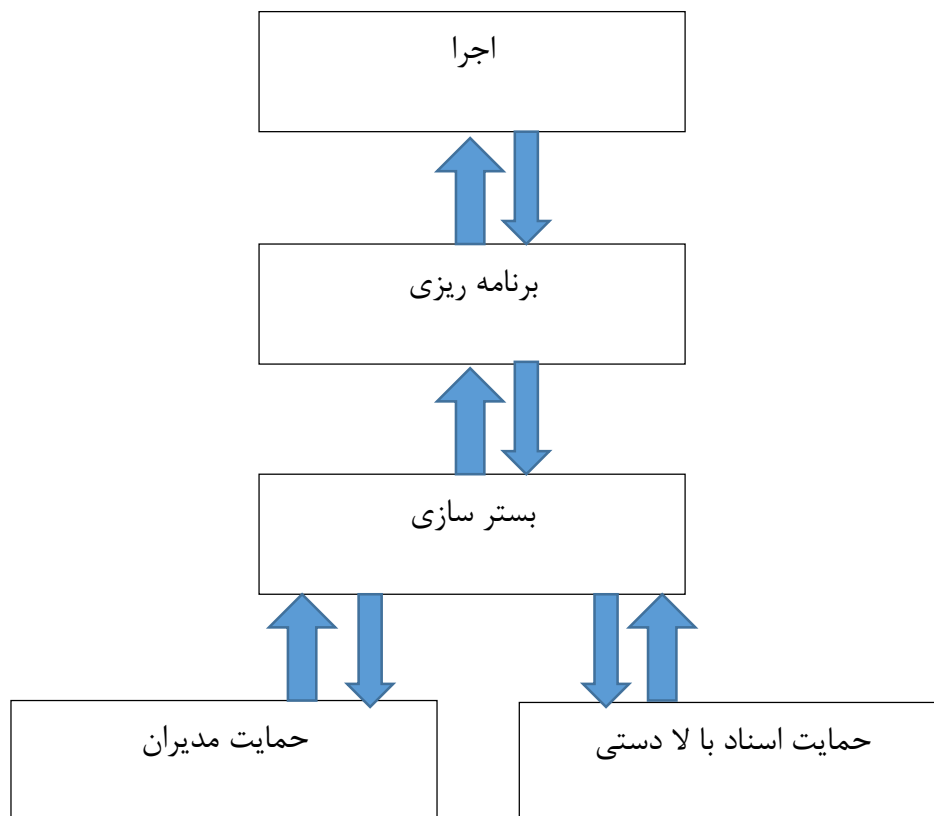 اجرا
برنامه ریزی
بستر سازی
حمایت اسناد با لا دستی
حمایت مدیران